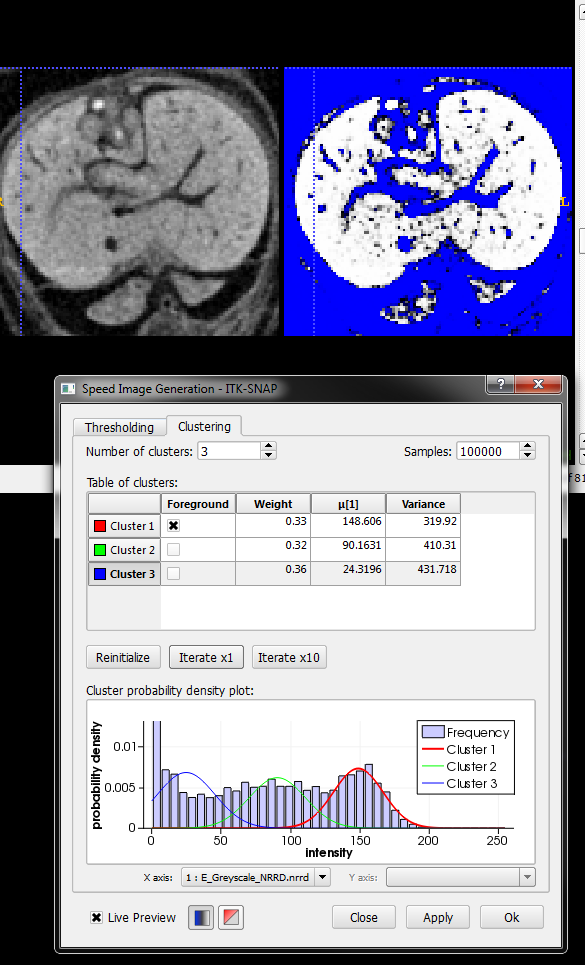 L
Speed Image Generation - ITK-SNAP
?
Thresholding
Clustering
Number of clusters: 3
Samples: 100000
f 81
Table of clusters:
Foreground Weight μ[1] Variance
Cluster 1 0.33 148.606 319.92
Cluster 2 0.32 90.1631 410.31
Cluster 3 0.36 24.3196 431.718
Reinitialize
Iterate x1
Iterate x10
Cluster probability density plot:
probability density
0.01
0.005
0
Frequency
Cluster 1
Cluster 2
Cluster 3
0 50 100 150 200 250
intensity
X axis: 1 : E_Greyscale_NRRD.nrrd
Y axis:
Live Preview
Close
Apply
Ok